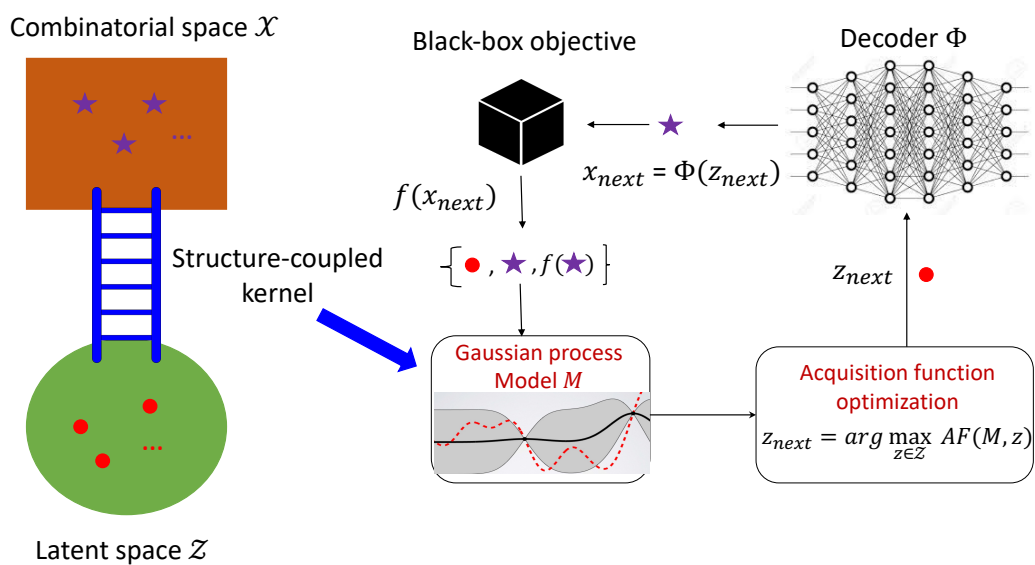 Combinatorial space 𝒳
...
Structure-coupled
kernel
...
Latent space 𝒵
Black-box objective
Decoder Φ
x_next = Φ(z_next)
f(x_next)
{ , , f( ) }
z_next
Gaussian process
Model M
Acquisition function
optimization
z_next = arg max AF(M, z)
z∈𝒵